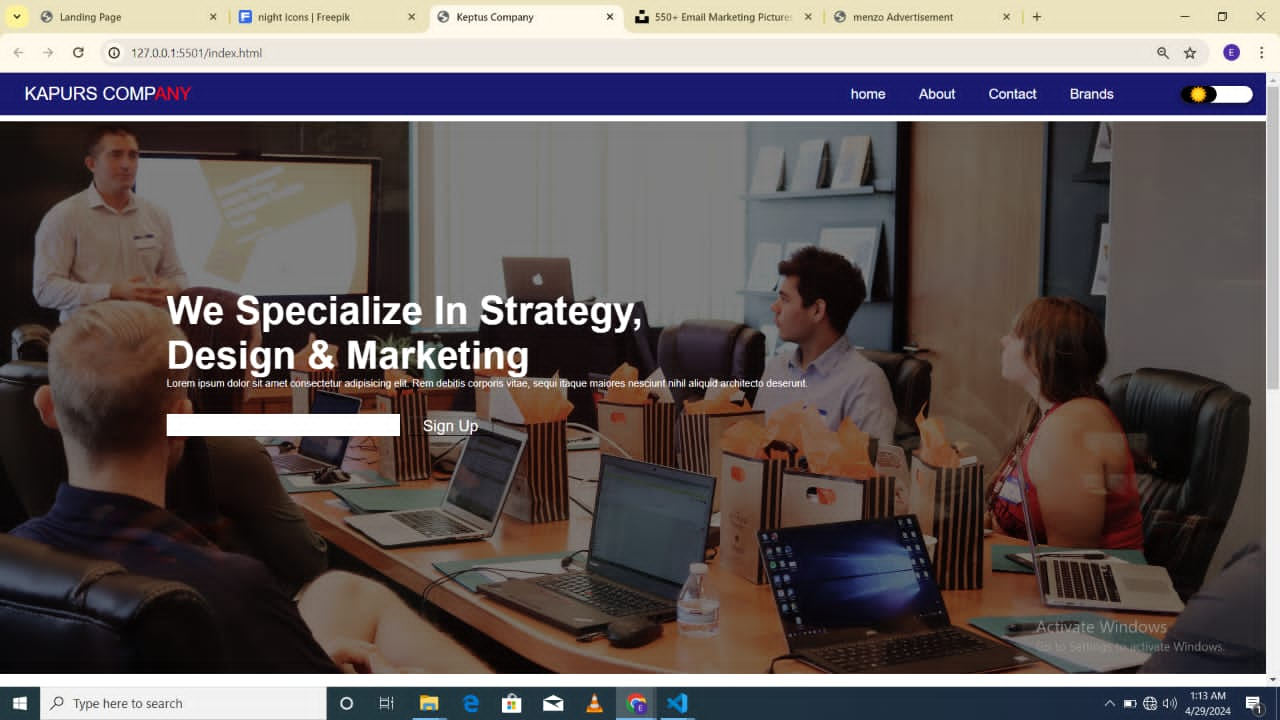 Landing Page
night icons | Freepik
Keptus Company
550+ Email Marketing Pictures
menzo Advertisement
127.0.0.1:5501/index.html
E
KAPURS COMPANY
home
About
Contact
Brands
We Specialize In Strategy,
Design & Marketing
Lorem ipsum dolor sit amet consectetur adipisicing elit. Rem debitis corporis vitae, sequi itaque maiores nesciunt nihil aliquid architecto deserunt.
Sign Up
Activate Windows
Go to Settings to activate Windows.
Type here to search
1:13 AM
4/29/2024
1